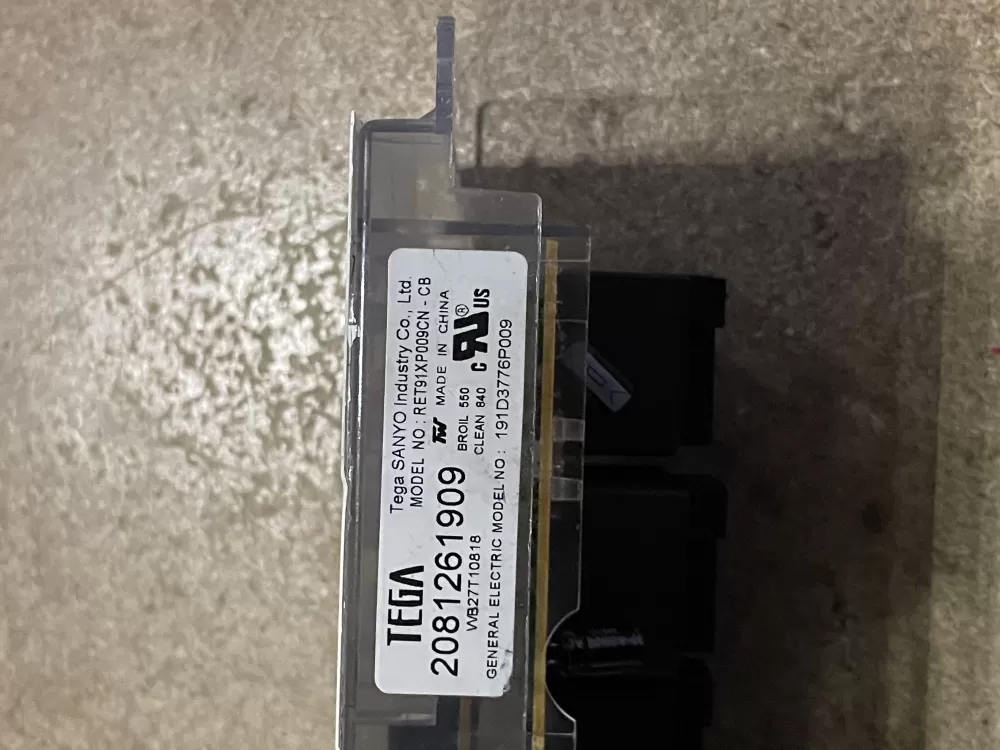 TEGA
Tega SANYO Industry Co., Ltd.
MODEL NO : RET91XP009CN - CB
2081261909
MADE IN CHINA
WB27T10818
BROIL 550
CLEAN 840
C US
GENERAL ELECTRIC MODEL NO : 191D3776P009